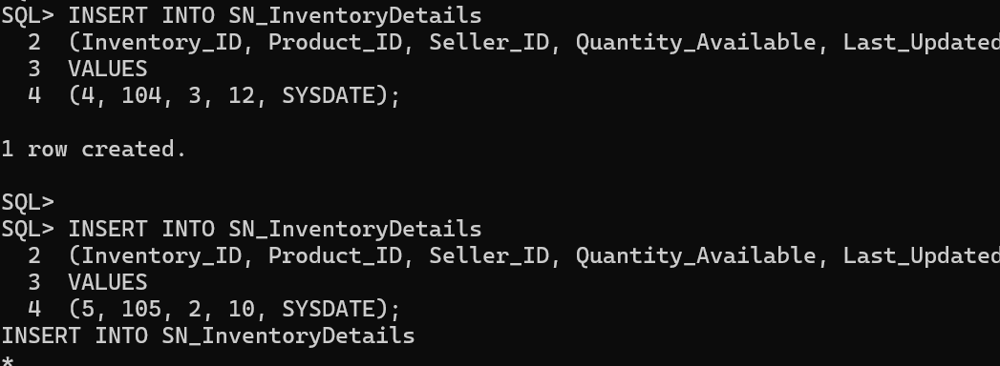 SQL> INSERT INTO SN_InventoryDetails
  2  (Inventory_ID, Product_ID, Seller_ID, Quantity_Available, Last_Updated
  3  VALUES
  4  (4, 104, 3, 12, SYSDATE);
1 row created.
SQL>
SQL> INSERT INTO SN_InventoryDetails
  2  (Inventory_ID, Product_ID, Seller_ID, Quantity_Available, Last_Updated
  3  VALUES
  4  (5, 105, 2, 10, SYSDATE);
INSERT INTO SN_InventoryDetails
*